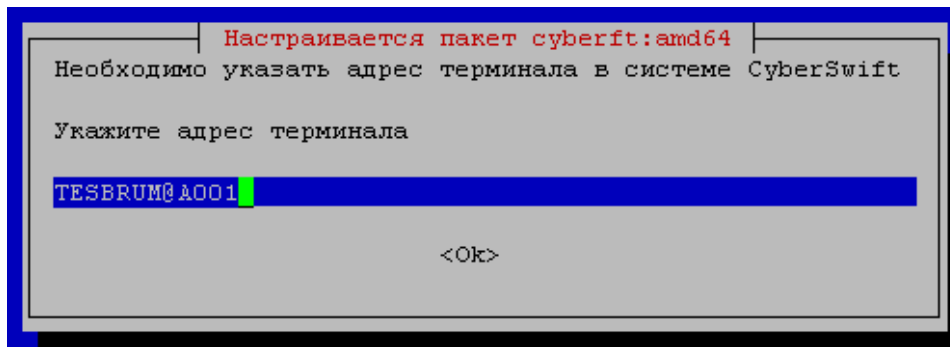 Настраивается пакет cyberft:amd64
Необходимо указать адрес терминала в системе CyberSwift
Укажите адрес терминала
TESBRUM@A001
<Ok>